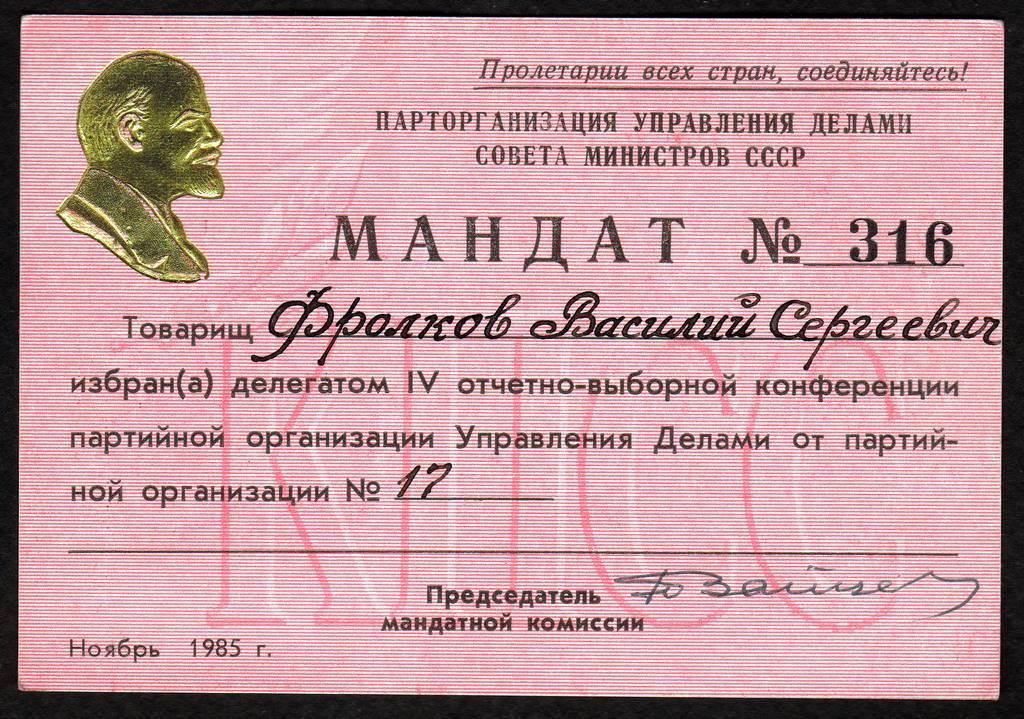 Пролетарии всех стран, соединяйтесь!
ПАРТОРГАНИЗАЦИЯ УПРАВЛЕНИЯ ДЕЛАМИ
СОВЕТА МИНИСТРОВ СССР
МАНДАТ № 316
Товарищ Фролков Василий Сергеевич
избран(а) делегатом IV отчетно-выборной конференции
партийной организации Управления Делами от партий-
ной организации № 17
КПСС
Председатель
мандатной комиссии
Ноябрь 1985 г.